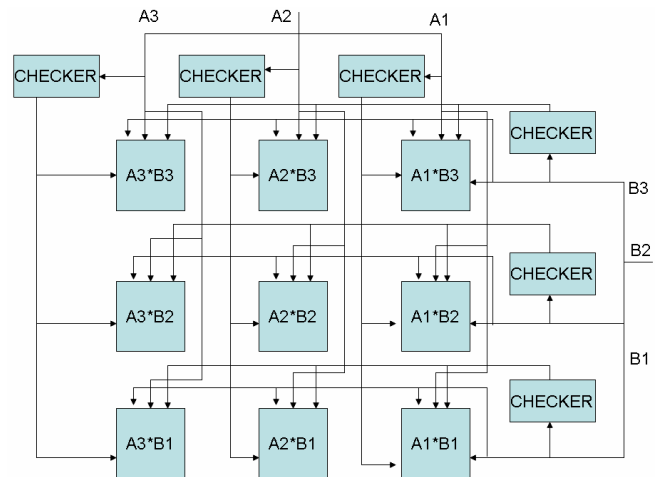 A3
A2
A1
CHECKER
CHECKER
CHECKER
CHECKER
A3*B3
A2*B3
A1*B3
B3
B2
CHECKER
A3*B2
A2*B2
A1*B2
B1
CHECKER
A3*B1
A2*B1
A1*B1